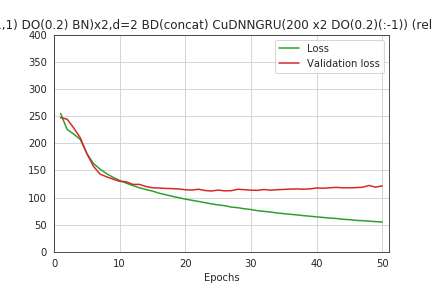 ,1) DO(0.2) BN)x2,d=2 BD(concat) CuDNNGRU(200 x2 DO(0.2)(:-1)) (rel
400
350
300
250
200
150
100
50
0
Loss
Validation loss
0 10 20 30 40 50
Epochs